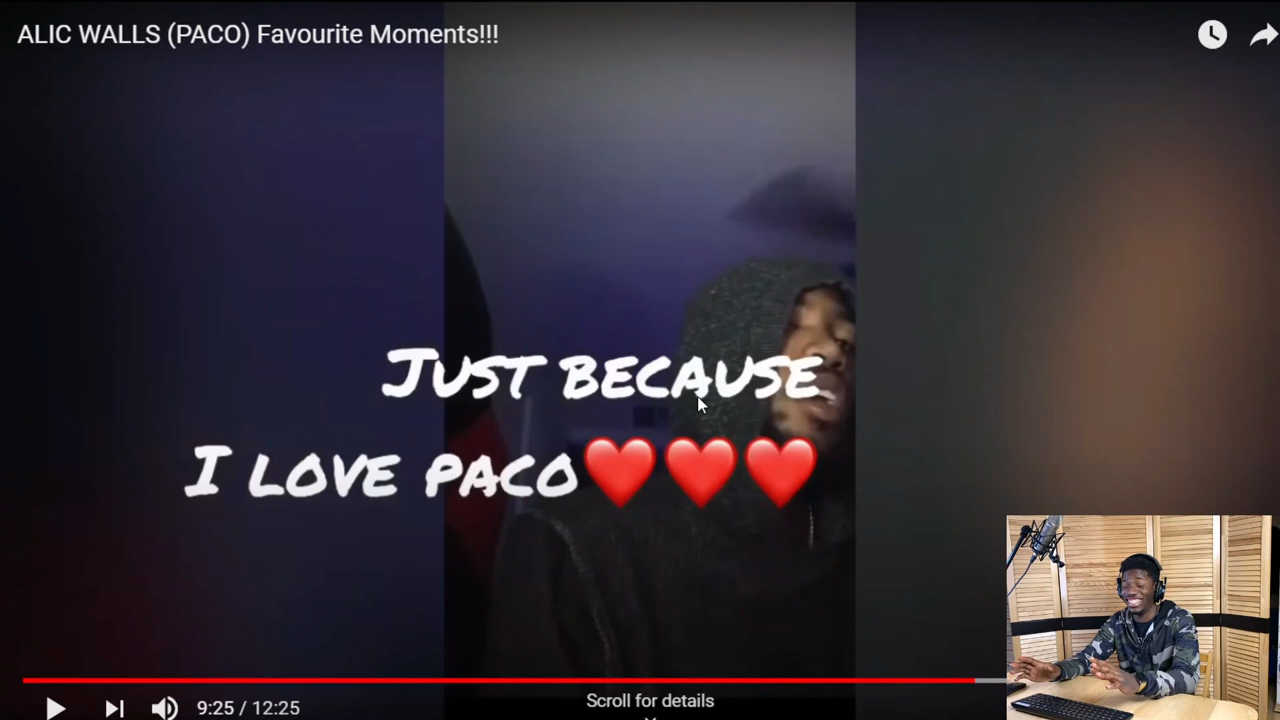 ALIC WALLS (PACO) Favourite Moments!!!
JUST BECAUSE
I LOVE PACO❤️❤️❤️
9:25 / 12:25
Scroll for details